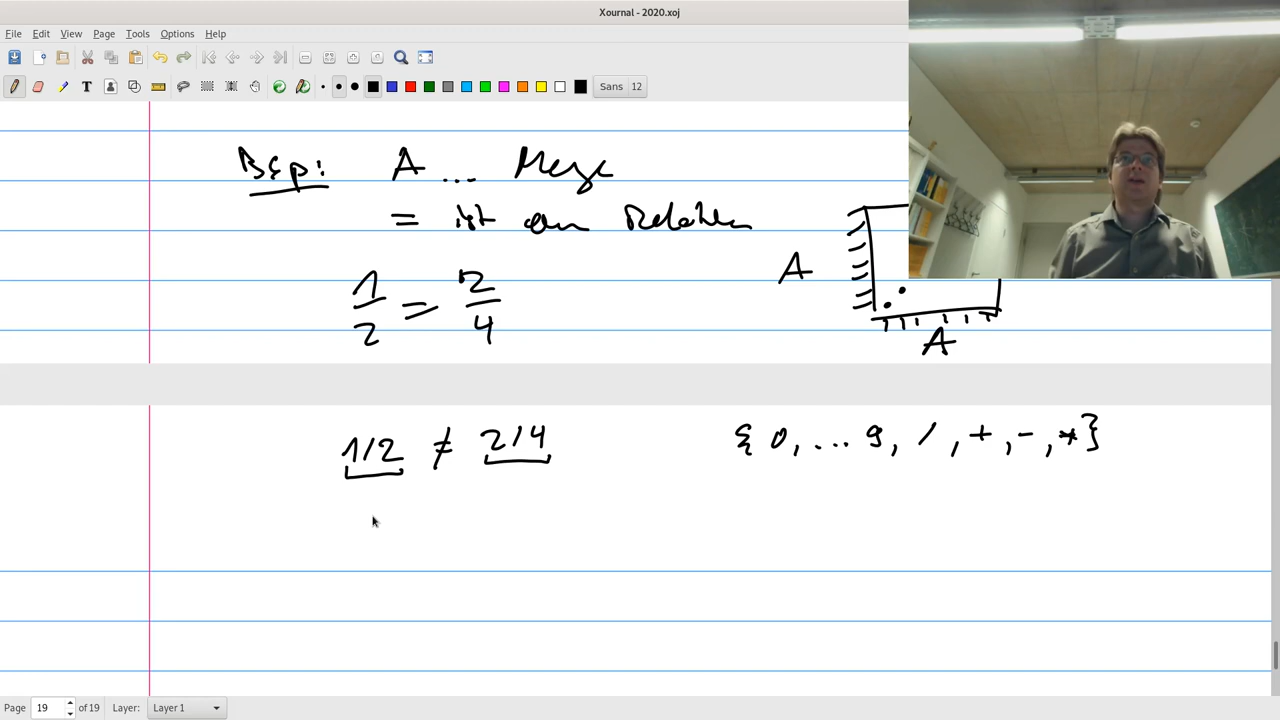 Xournal - 2020.xoj
File Edit View Page Tools Options Help
Sans 12
Bsp: A ... Menge
= ist eine Relation
1/2 = 2/4
A
A
1/2 ≠ 2/4
{ 0, ... 9, /, +, -, * }
Page 19 of 19 Layer: Layer 1